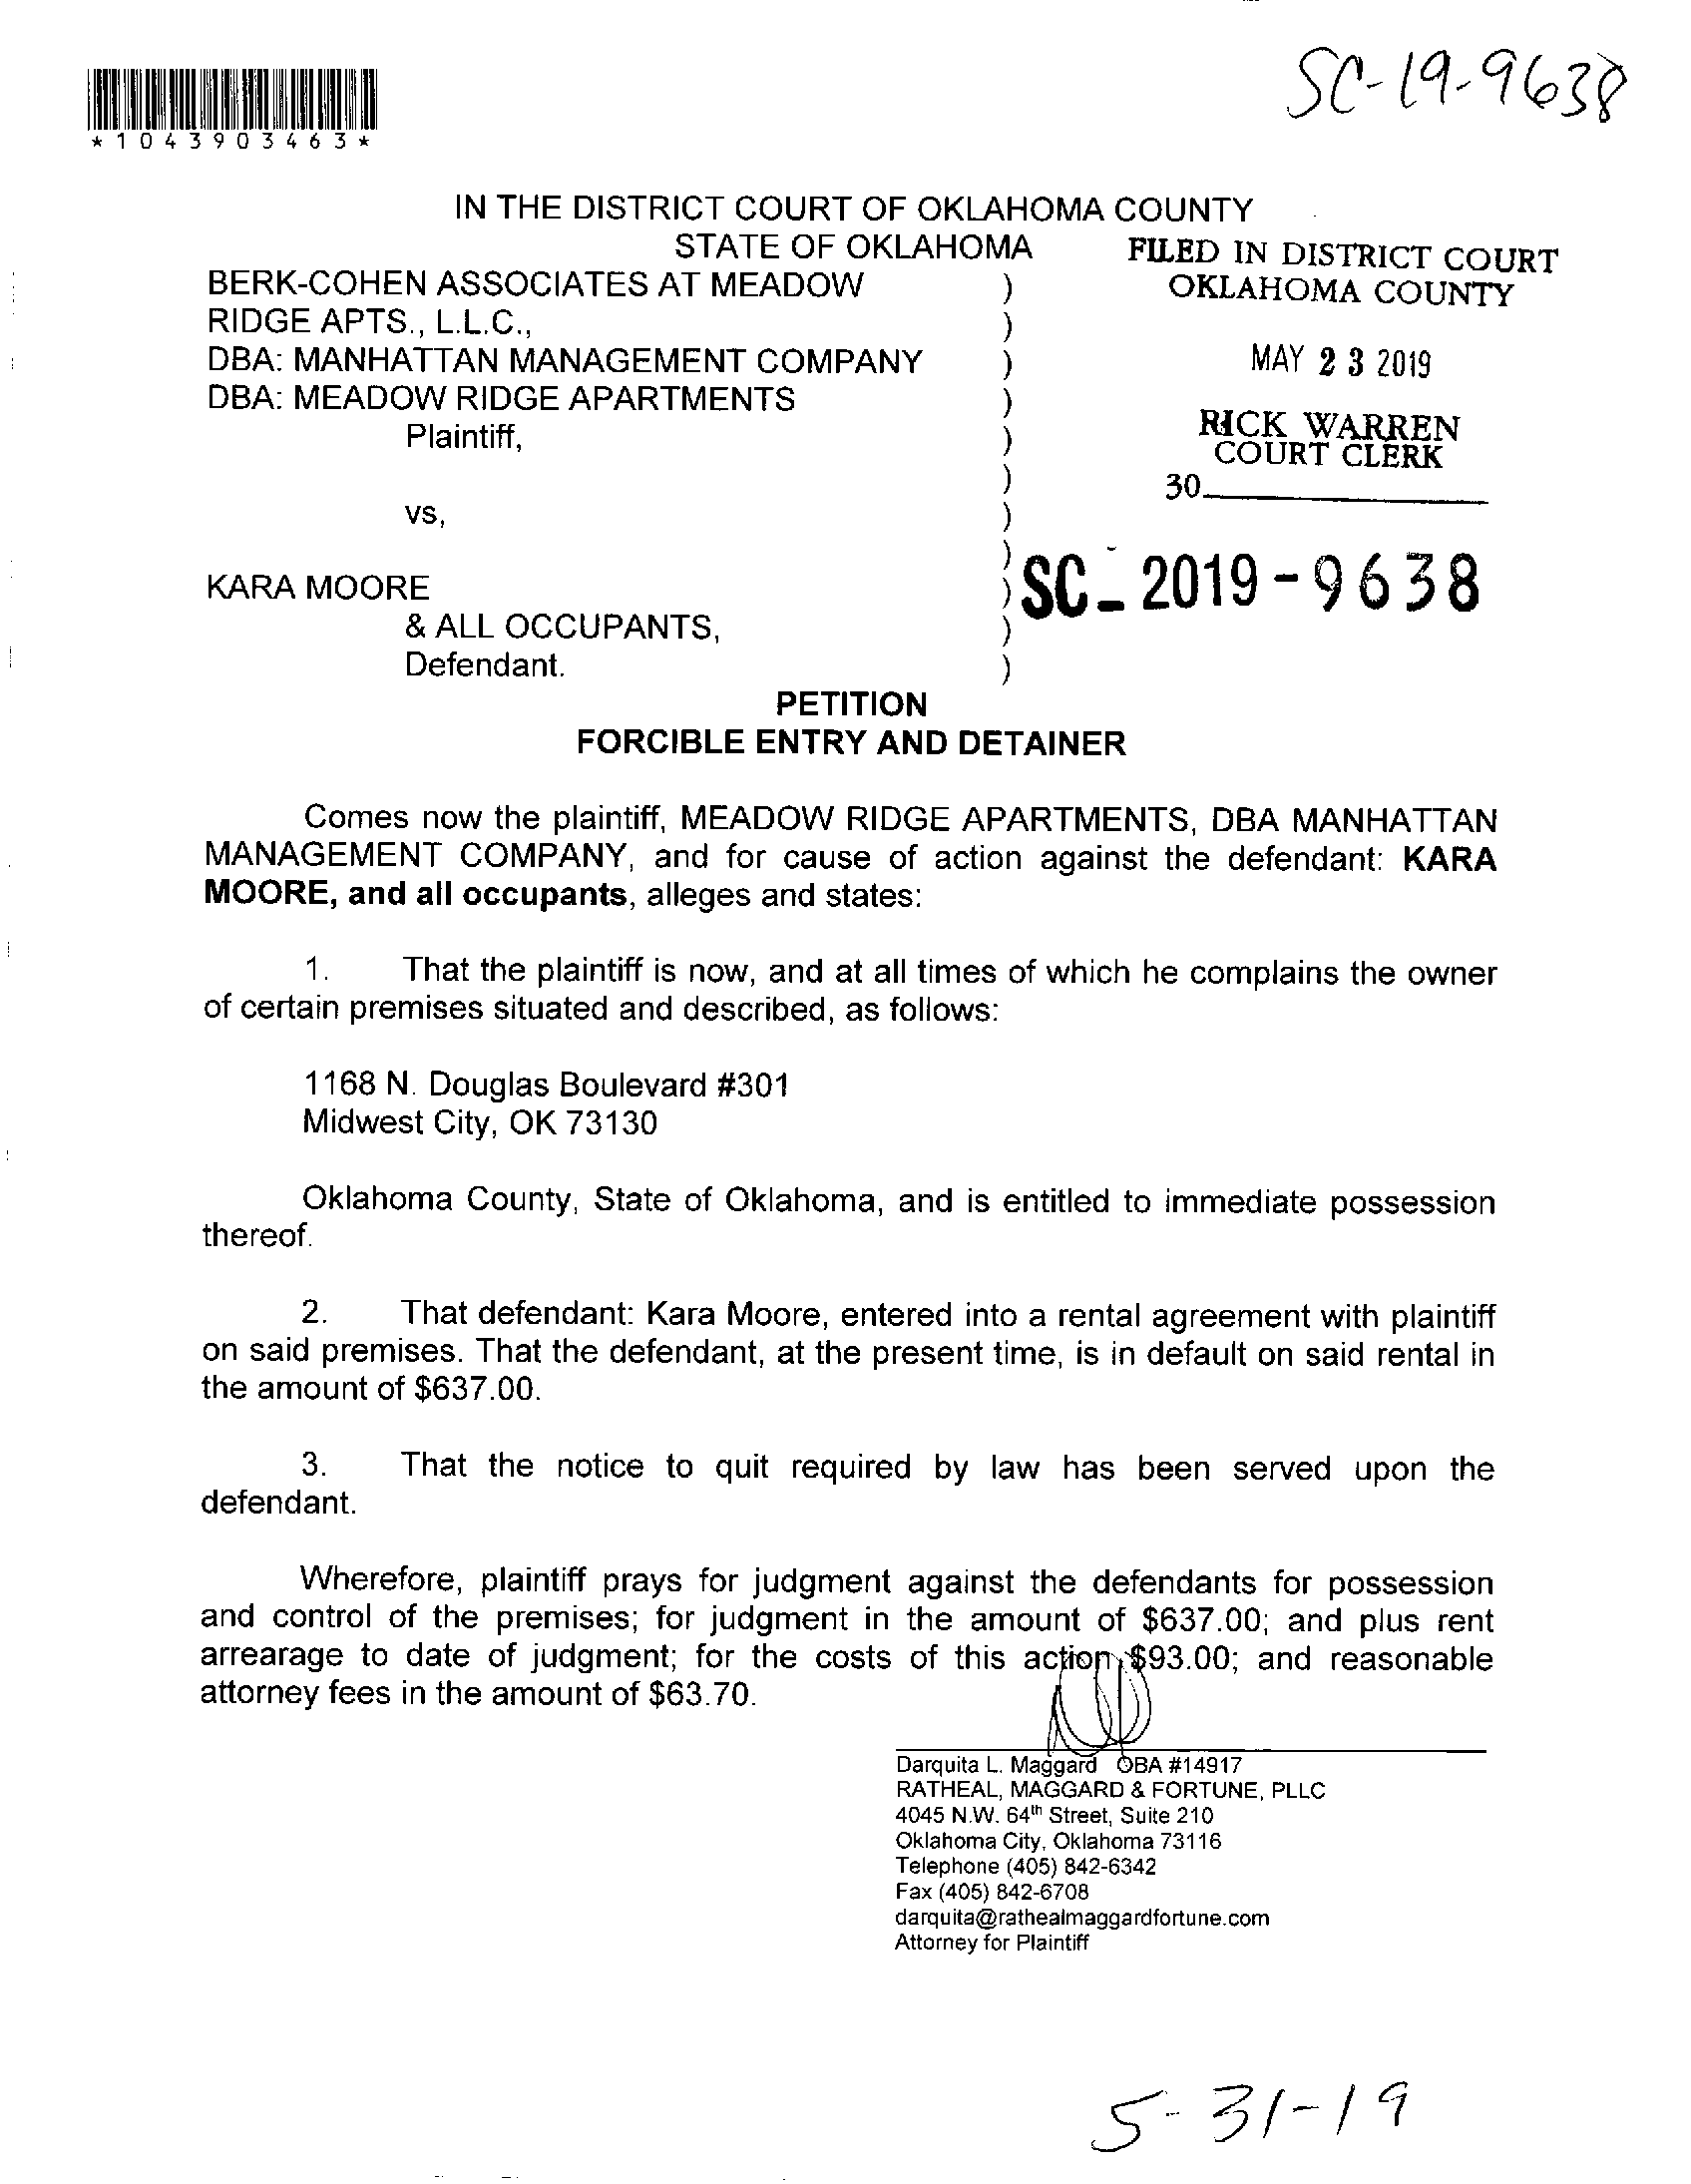 SC-19-9638
*1043903463*
IN THE DISTRICT COURT OF OKLAHOMA COUNTY
STATE OF OKLAHOMA
FILED IN DISTRICT COURT
OKLAHOMA COUNTY
MAY 23 2019
RICK WARREN
COURT CLERK
30
BERK-COHEN ASSOCIATES AT MEADOW )
RIDGE APTS., L.L.C., )
DBA: MANHATTAN MANAGEMENT COMPANY )
DBA: MEADOW RIDGE APARTMENTS )
Plaintiff, )
)
vs, )
)
KARA MOORE ) SC-2019-9638
& ALL OCCUPANTS, )
Defendant. )
PETITION
FORCIBLE ENTRY AND DETAINER
Comes now the plaintiff, MEADOW RIDGE APARTMENTS, DBA MANHATTAN
MANAGEMENT COMPANY, and for cause of action against the defendant: KARA
MOORE, and all occupants, alleges and states:
1. That the plaintiff is now, and at all times of which he complains the owner
of certain premises situated and described, as follows:
1168 N. Douglas Boulevard #301
Midwest City, OK 73130
Oklahoma County, State of Oklahoma, and is entitled to immediate possession
thereof.
2. That defendant: Kara Moore, entered into a rental agreement with plaintiff
on said premises. That the defendant, at the present time, is in default on said rental in
the amount of $637.00.
3. That the notice to quit required by law has been served upon the
defendant.
Wherefore, plaintiff prays for judgment against the defendants for possession
and control of the premises; for judgment in the amount of $637.00; and plus rent
arrearage to date of judgment; for the costs of this action $93.00; and reasonable
attorney fees in the amount of $63.70.
Darquita L. Maggard OBA #14917
RATHEAL, MAGGARD & FORTUNE, PLLC
4045 N.W. 64th Street, Suite 210
Oklahoma City, Oklahoma 73116
Telephone (405) 842-6342
Fax (405) 842-6708
darquita@rathealmaggardfortune.com
Attorney for Plaintiff
5-31-19